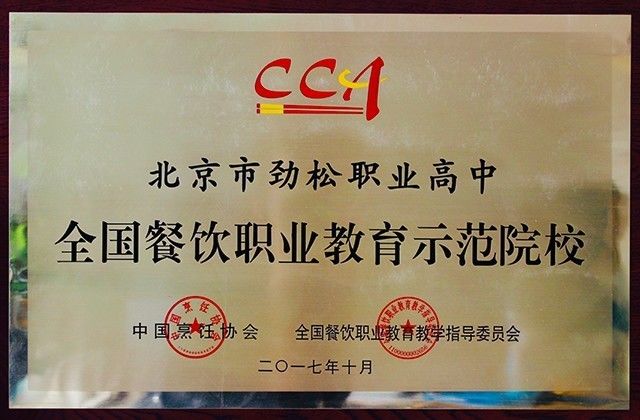 CCA
北京市劲松职业高中
全国餐饮职业教育示范院校
中国烹饪协会 全国餐饮职业教育教学指导委员会
二〇一七年十月